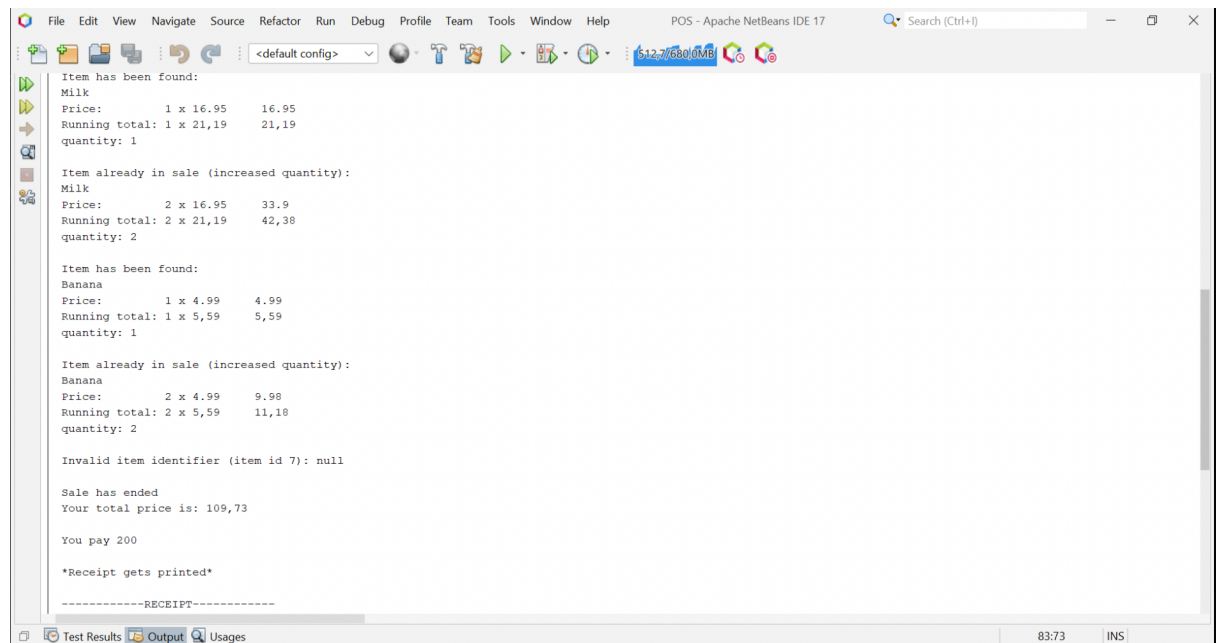 File Edit View Navigate Source Refactor Run Debug Profile Team Tools Window Help POS - Apache NetBeans IDE 17 Search (Ctrl+I)
<default config> 512,7/680,0MB
Item has been found:
Milk
Price: 1 x 16.95 16.95
Running total: 1 x 21,19 21,19
quantity: 1
Item already in sale (increased quantity):
Milk
Price: 2 x 16.95 33.9
Running total: 2 x 21,19 42,38
quantity: 2
Item has been found:
Banana
Price: 1 x 4.99 4.99
Running total: 1 x 5,59 5,59
quantity: 1
Item already in sale (increased quantity):
Banana
Price: 2 x 4.99 9.98
Running total: 2 x 5,59 11,18
quantity: 2
Invalid item identifier (item id 7): null
Sale has ended
Your total price is: 109,73
You pay 200
*Receipt gets printed*
------------RECEIPT------------
Test Results Output Usages 83:73 INS